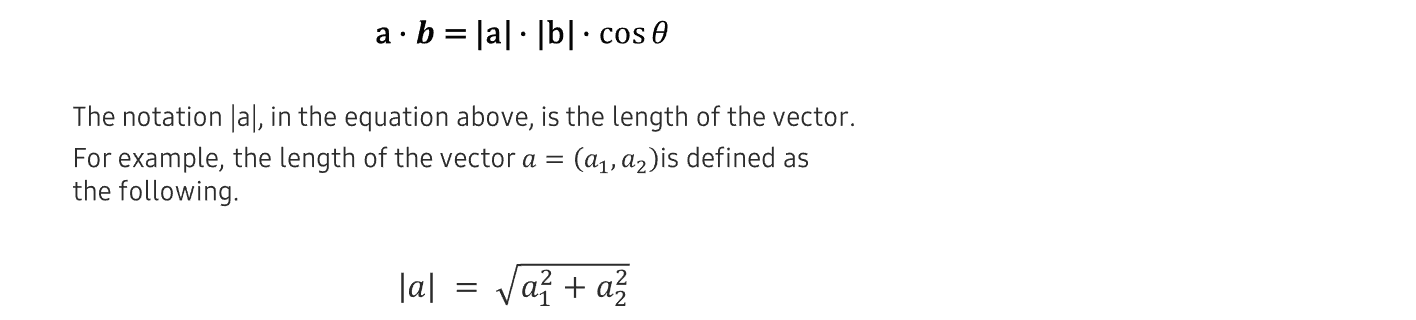 a · b = |a| · |b| · cos θ
The notation |a|, in the equation above, is the length of the vector.
For example, the length of the vector a = (a₁, a₂)is defined as
the following.
|a| = √(a₁² + a₂²)